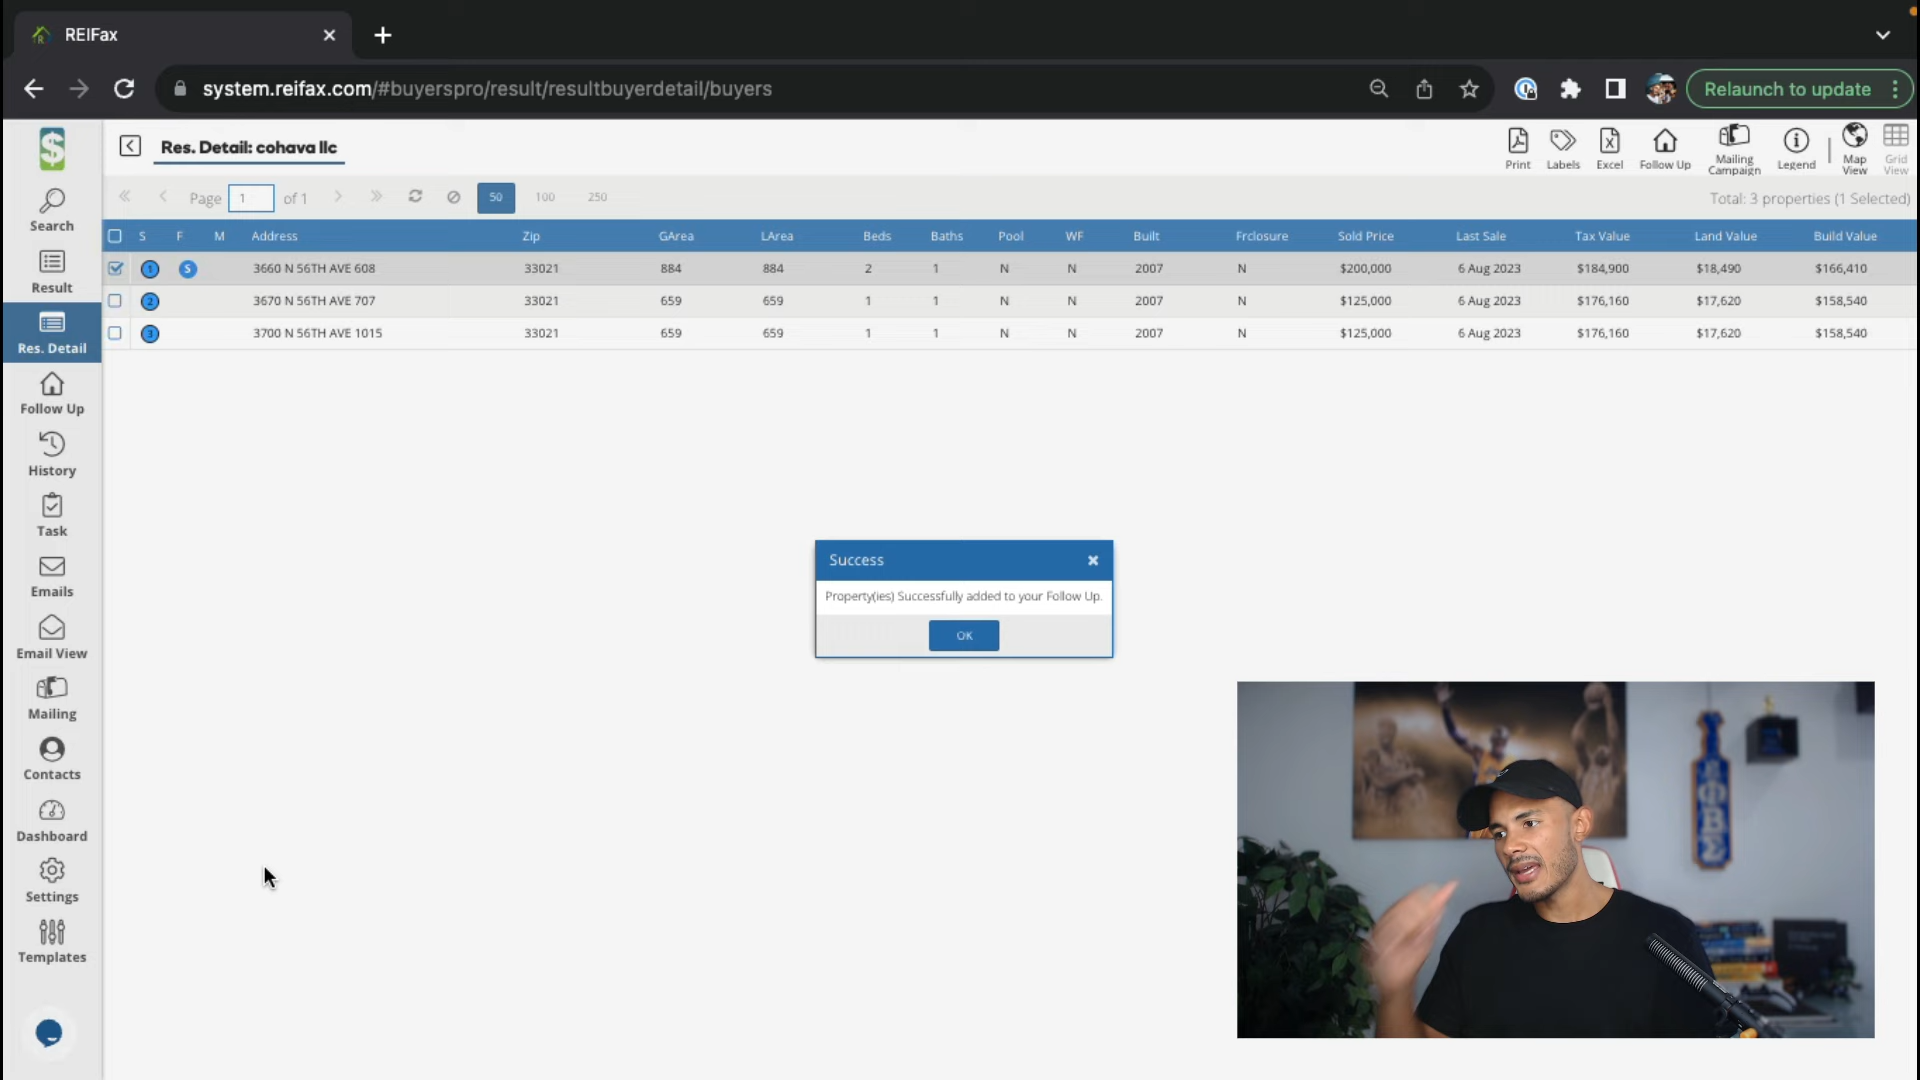 REIFax
system.reifax.com/#buyerspro/result/resultbuyerdetail/buyers
Relaunch to update
Res. Detail: cohava llc
Print
Labels
Excel
Follow Up
Mailing Campaign
Legend
Map View
Grid View
Page 1 of 1
50 100 250
Total: 3 properties (1 Selected)
S F M Address Zip GArea LArea Beds Baths Pool WF Built Frclosure Sold Price Last Sale Tax Value Land Value Build Value
1 S 3660 N 56TH AVE 608 33021 884 884 2 1 N N 2007 N $200,000 6 Aug 2023 $184,900 $18,490 $166,410
2 3670 N 56TH AVE 707 33021 659 659 1 1 N N 2007 N $125,000 6 Aug 2023 $176,160 $17,620 $158,540
3 3700 N 56TH AVE 1015 33021 659 659 1 1 N N 2007 N $125,000 6 Aug 2023 $176,160 $17,620 $158,540
$
Search
Result
Res. Detail
Follow Up
History
Task
Emails
Email View
Mailing
Contacts
Dashboard
Settings
Templates
Success
Property(ies) Successfully added to your Follow Up.
OK
ΙΦΒΣ